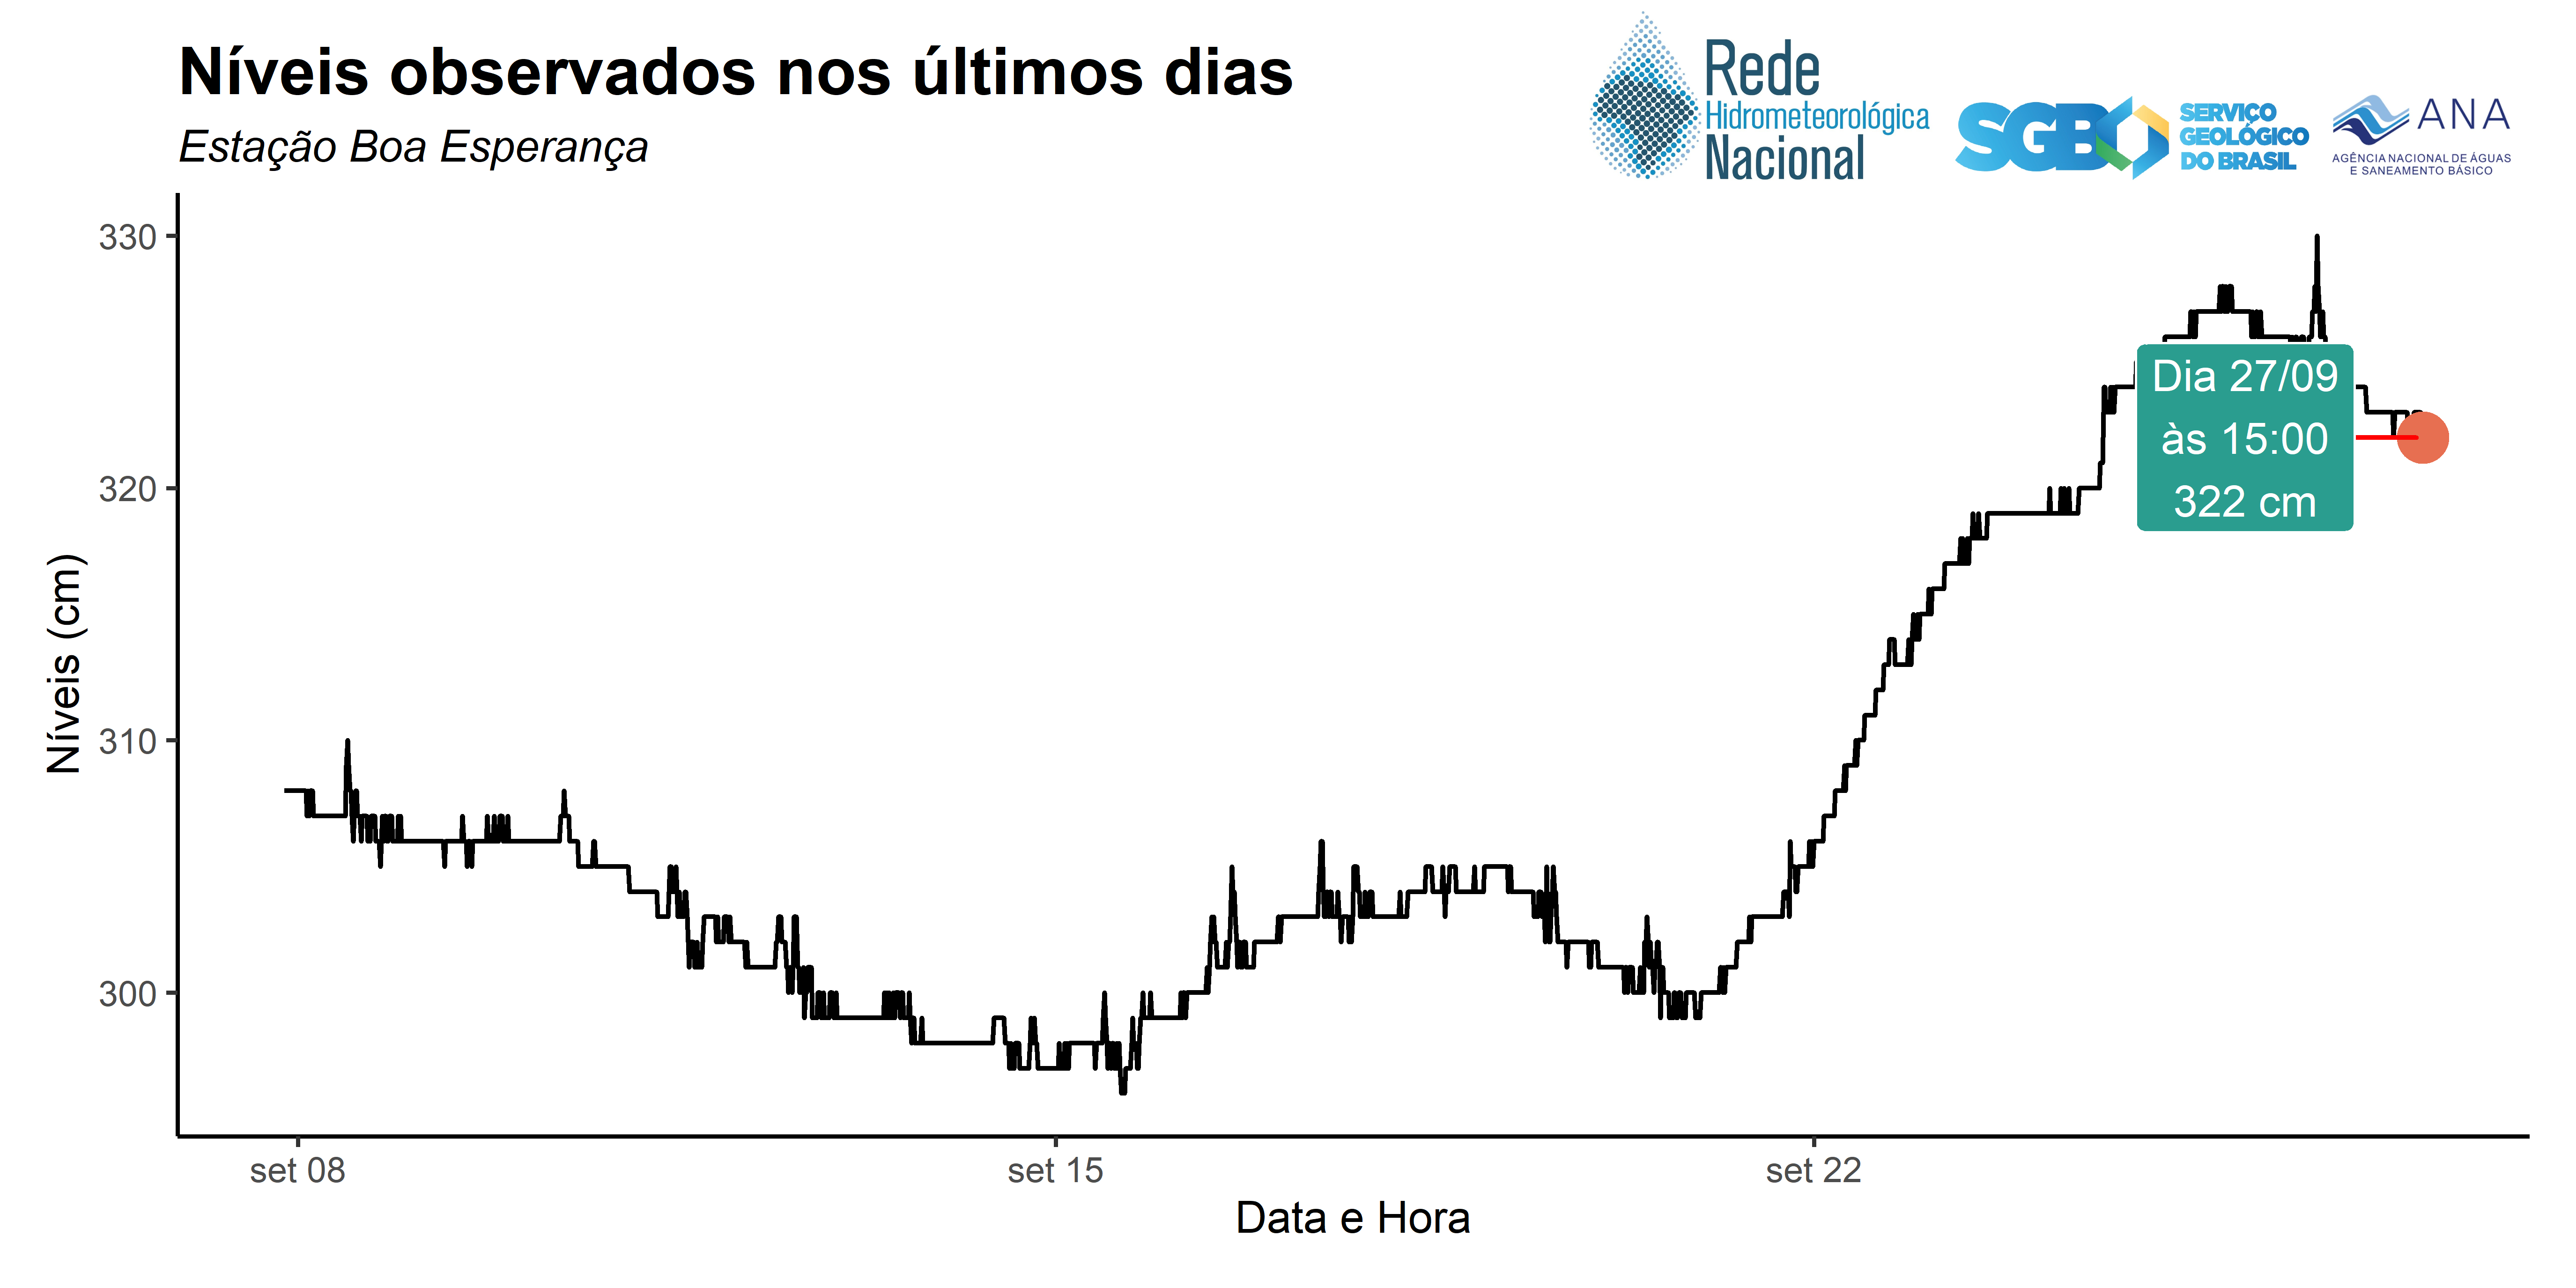 Níveis observados nos últimos dias
Estação Boa Esperança
Rede
Hidrometeorológica
Nacional
SGB
SERVIÇO
GEOLÓGICO
DO BRASIL
ANA
AGÊNCIA NACIONAL DE ÁGUAS
E SANEAMENTO BÁSICO
Níveis (cm)
330
320
310
300
Dia 27/09
às 15:00
322 cm
set 08
set 15
set 22
Data e Hora